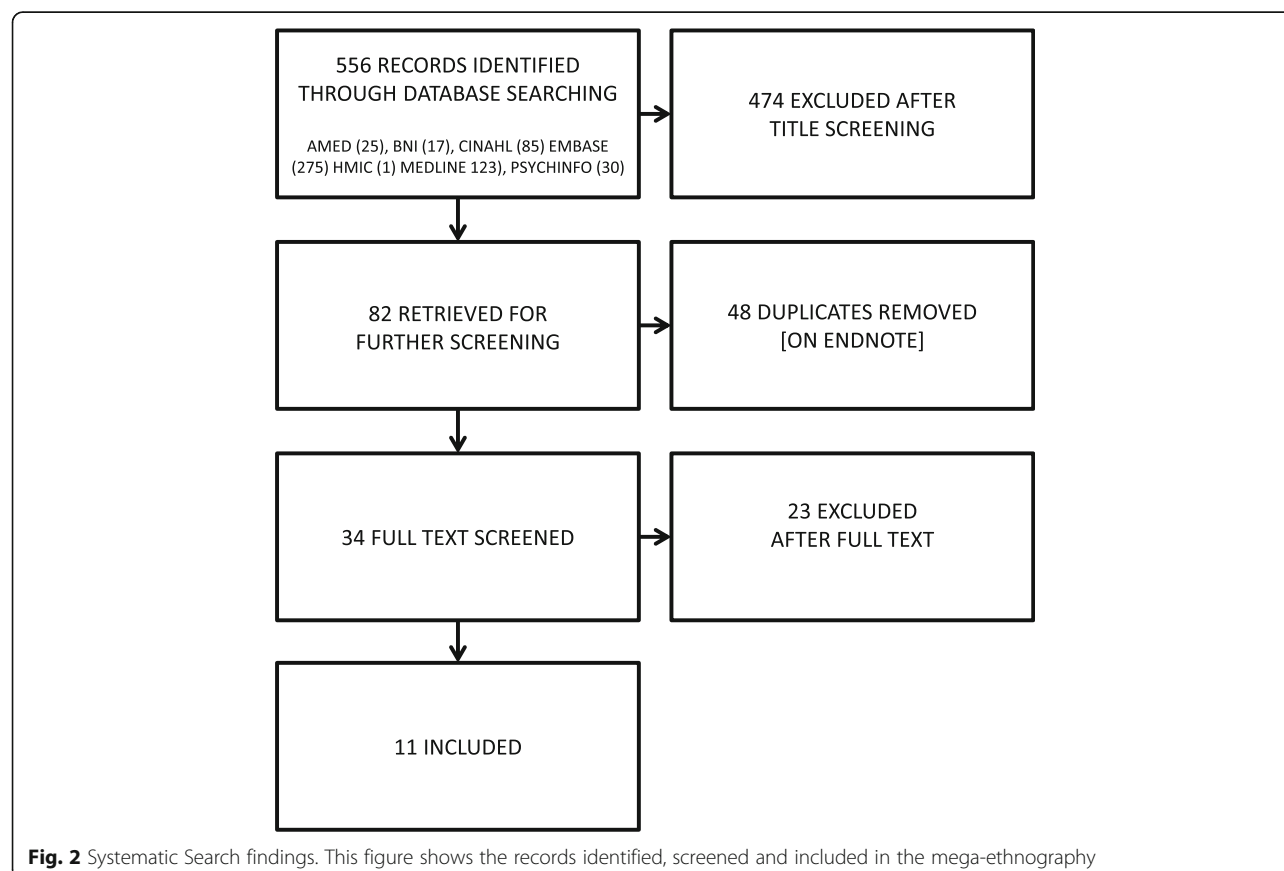 556 RECORDS IDENTIFIED
THROUGH DATABASE SEARCHING
AMED (25), BNI (17), CINAHL (85) EMBASE
(275) HMIC (1) MEDLINE 123), PSYCHINFO (30)
474 EXCLUDED AFTER
TITLE SCREENING
82 RETRIEVED FOR
FURTHER SCREENING
48 DUPLICATES REMOVED
[ON ENDNOTE]
34 FULL TEXT SCREENED
23 EXCLUDED
AFTER FULL TEXT
11 INCLUDED
Fig. 2 Systematic Search findings. This figure shows the records identified, screened and included in the mega-ethnography